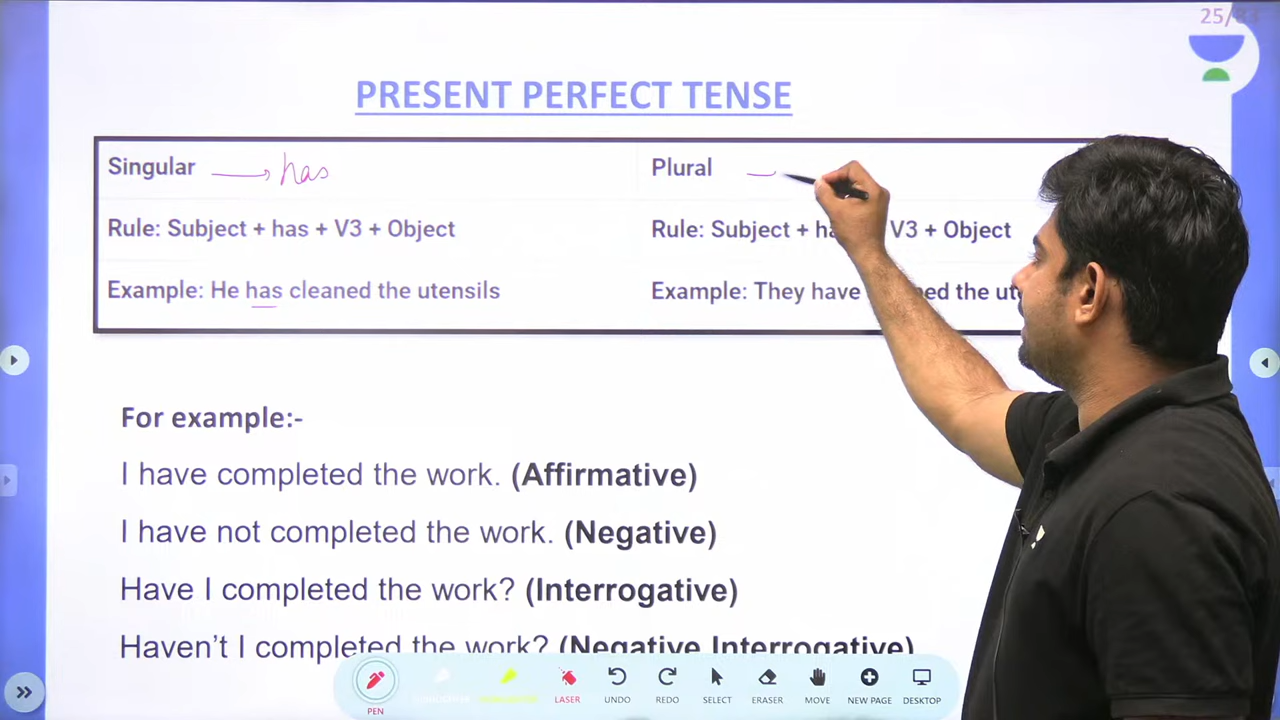 25/
PRESENT PERFECT TENSE
Singular has Plural
Rule: Subject + has + V3 + Object Rule: Subject + V3 + Object
Example: He has cleaned the utensils Example: They have the
For example:-
I have completed the work. (Affirmative)
I have not completed the work. (Negative)
Have I completed the work? (Interrogative)
Haven't I completed the work? (Negative Interrogative)
PEN LASER UNDO REDO SELECT ERASER MOVE NEW PAGE DESKTOP